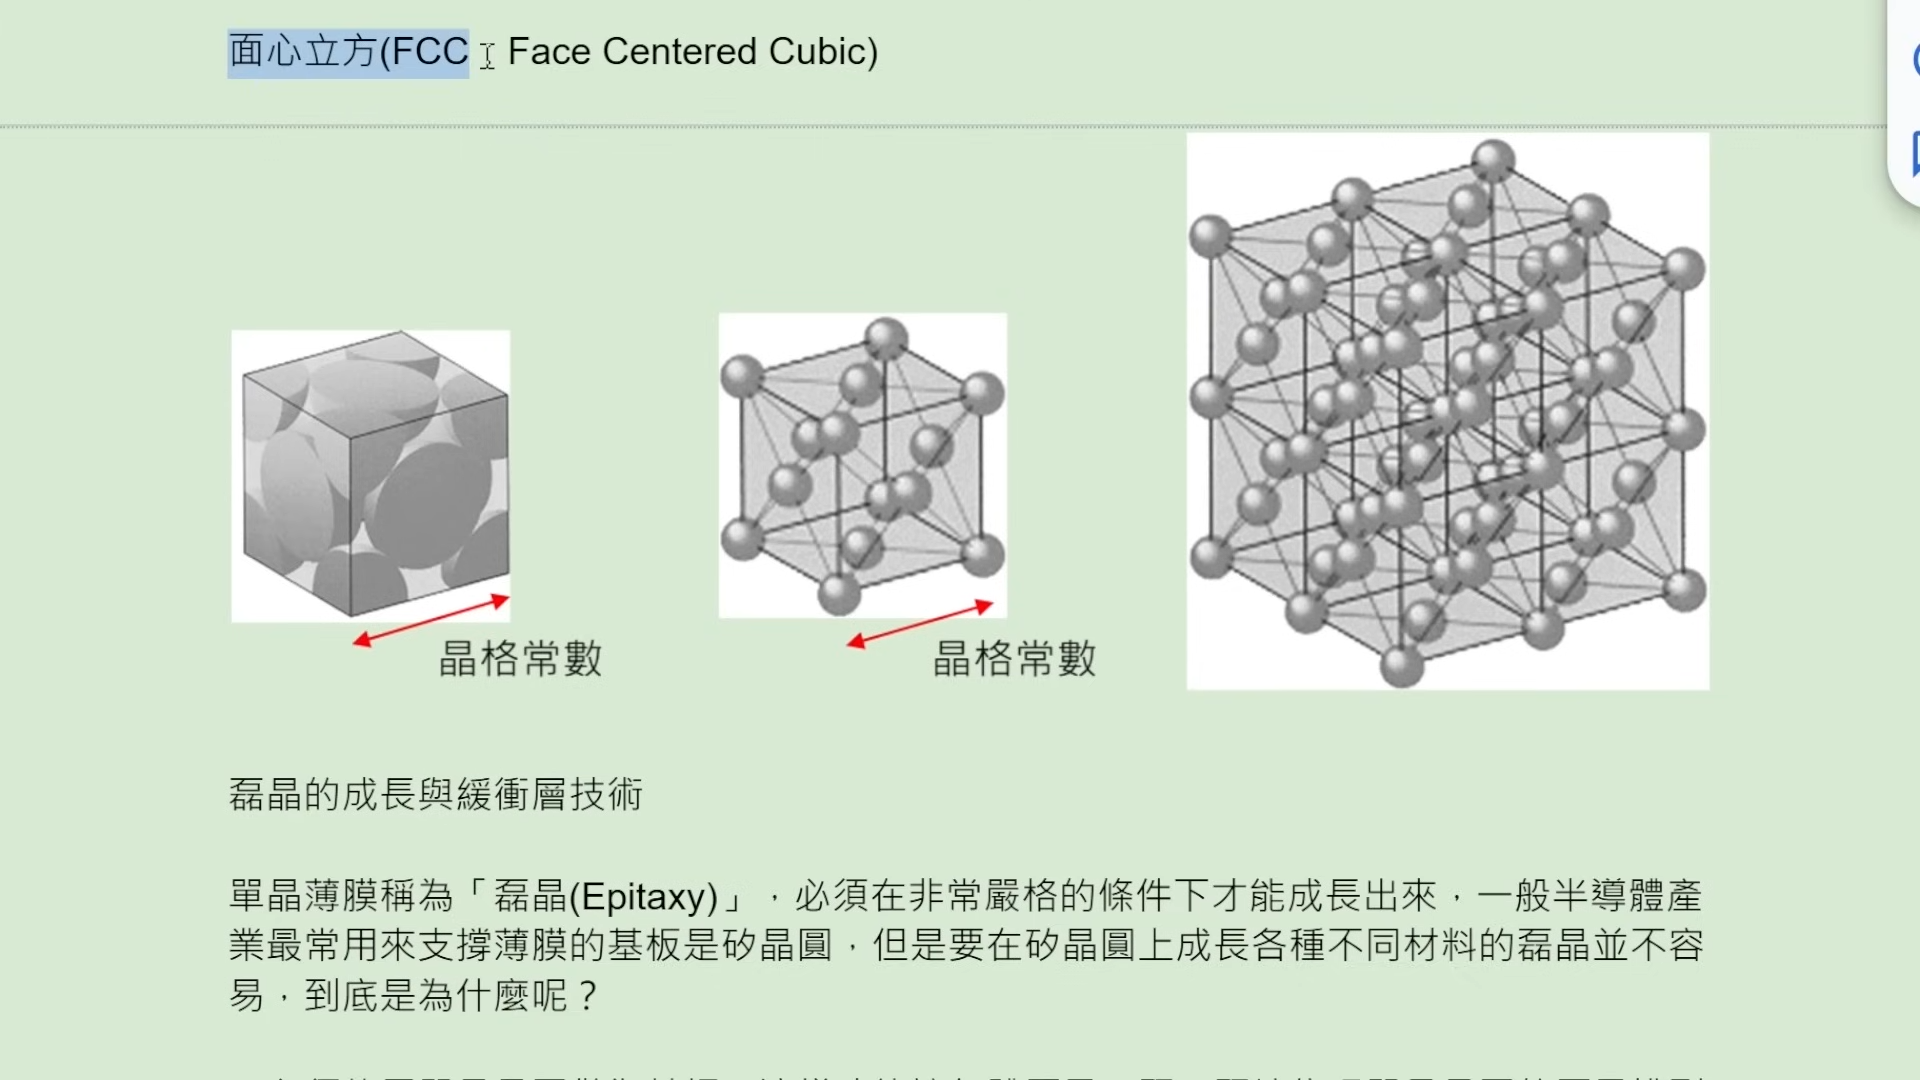 面心立方(FCC : Face Centered Cubic)
晶格常數
晶格常數
磊晶的成長與緩衝層技術
單晶薄膜稱為「磊晶(Epitaxy)」，必須在非常嚴格的條件下才能成長出來，一般半導體產
業最常用來支撐薄膜的基板是矽晶圓，但是要在矽晶圓上成長各種不同材料的磊晶並不容
易，到底是為什麼呢？